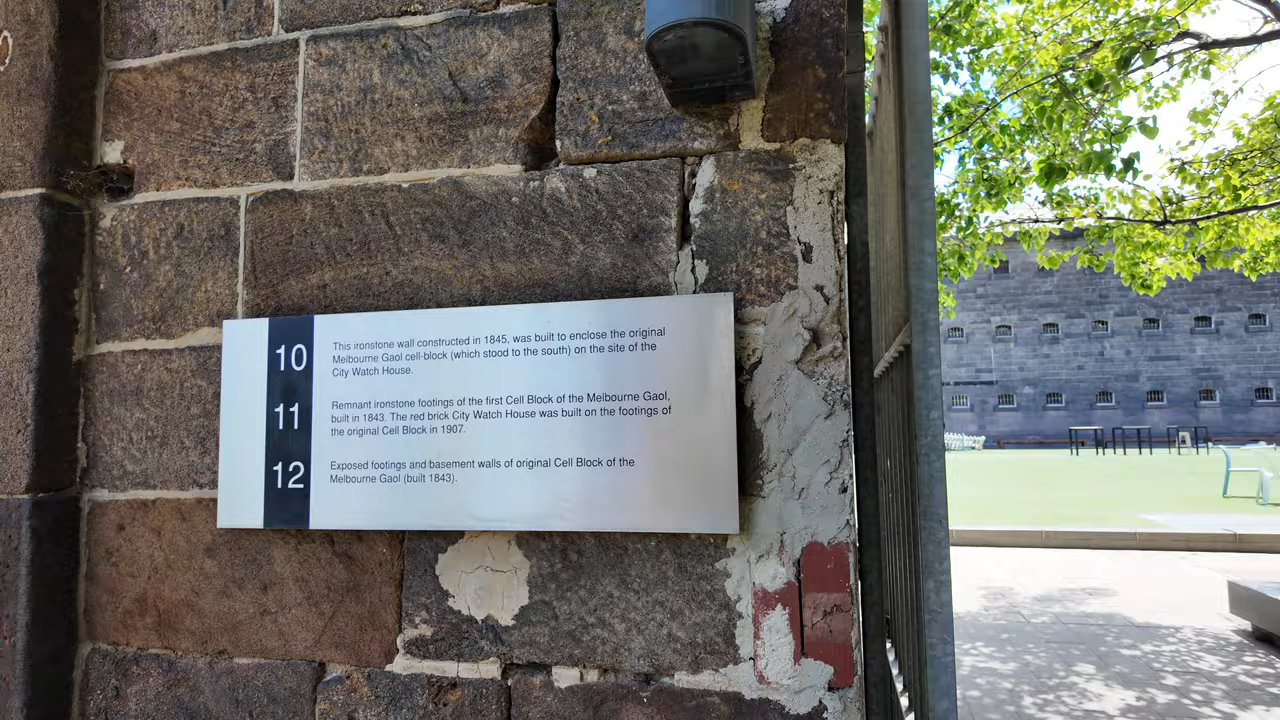 10
This ironstone wall constructed in 1845, was built to enclose the original
Melbourne Gaol cell-block (which stood to the south) on the site of the
City Watch House.
11
Remnant ironstone footings of the first Cell Block of the Melbourne Gaol,
built in 1843. The red brick City Watch House was built on the footings of
the original Cell Block in 1907.
12
Exposed footings and basement walls of original Cell Block of the
Melbourne Gaol (built 1843).